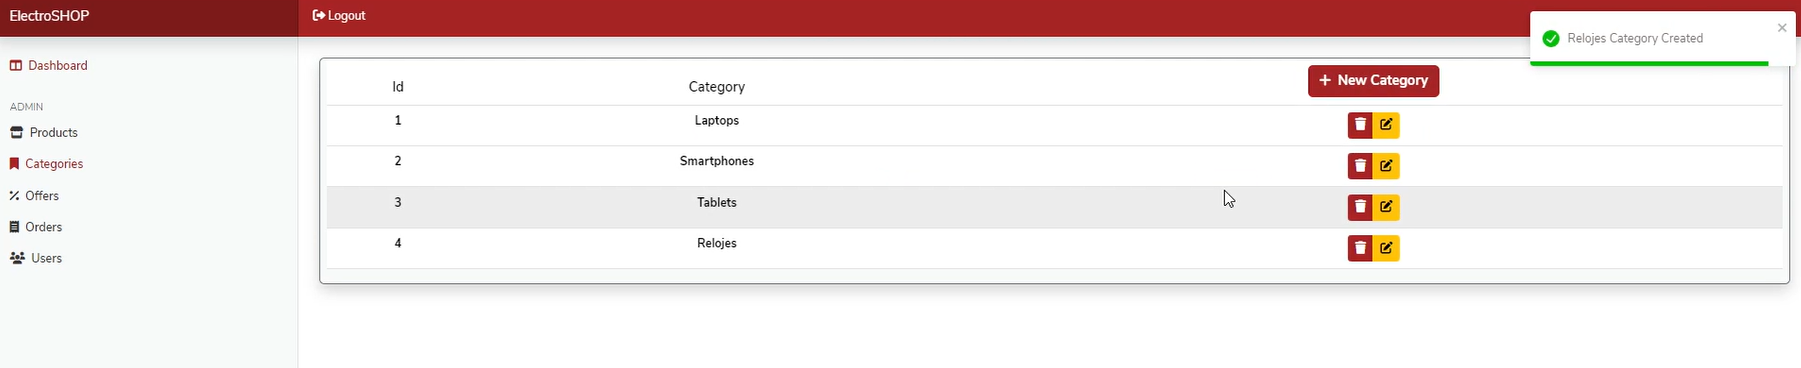 ElectroSHOP
Logout
Relojes Category Created
Dashboard
ADMIN
Products
Categories
Offers
Orders
Users
Id Category + New Category
1 Laptops
2 Smartphones
3 Tablets
4 Relojes